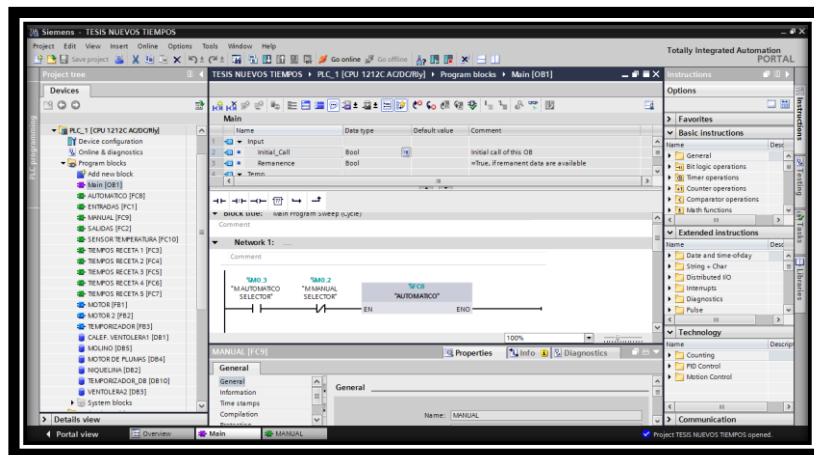 Siemens - TESIS NUEVOS TIEMPOS
Project Edit View Insert Online Options Tools Window Help
Save project Go online Go offline
Totally Integrated Automation
PORTAL
Project tree
TESIS NUEVOS TIEMPOS PLC_1 [CPU 1212C AC/DC/Rly] Program blocks Main [OB1]
Instructions
Devices
Options
PLC programming
PLC_1 [CPU 1212C AC/DC/Rly]
Device configuration
Online & diagnostics
Program blocks
Add new block
Main [OB1]
AUTOMATICO [FC8]
ENTRADAS [FC1]
MANUAL [FC9]
SALIDAS [FC2]
SENSOR TEMPERATURA [FC10]
TIEMPOS RECETA 1 [FC3]
TIEMPOS RECETA 2 [FC4]
TIEMPOS RECETA 3 [FC5]
TIEMPOS RECETA 4 [FC6]
TIEMPOS RECETA 5 [FC7]
MOTOR [FB1]
MOTOR 2 [FB2]
TEMPORIZADOR [FB3]
CALEF. VENTOLERA1 [DB1]
MOLINO [DB5]
MOTOR DE PLUMAS [DB4]
NIQUELINA [DB2]
TEMPORIZADOR_DB [DB10]
VENTOLERA2 [DB3]
System blocks
Details view
Main
Name Data type Default value Comment
1 Input
2 Initial_Call Bool Initial call of this OB
3 Remanence Bool =True, if remanent data are available
4 Temp
Block title: Main Program Sweep (Cycle)
Comment
Network 1: .....
Comment
%M0.3
"M AUTOMATICO SELECTOR"
%M0.2
"M MANUAL SELECTOR"
%FC8
"AUTOMATICO"
EN ENO
100%
MANUAL [FC9]
Properties Info Diagnostics
General
General
Information
Time stamps
Compilation
Protection
General
Name: MANUAL
Favorites
Basic instructions
Name Desc
General
Bit logic operations
Timer operations
Counter operations
Comparator operations
Math functions
Extended instructions
Name Desc
Date and time-of-day
String + Char
Distributed I/O
Interrupts
Diagnostics
Pulse
Technology
Name Descrip
Counting
PID Control
Motion Control
Communication
Instructions
Testing
Tasks
Libraries
Portal view Overview Main MANUAL
Project TESIS NUEVOS TIEMPOS opened.